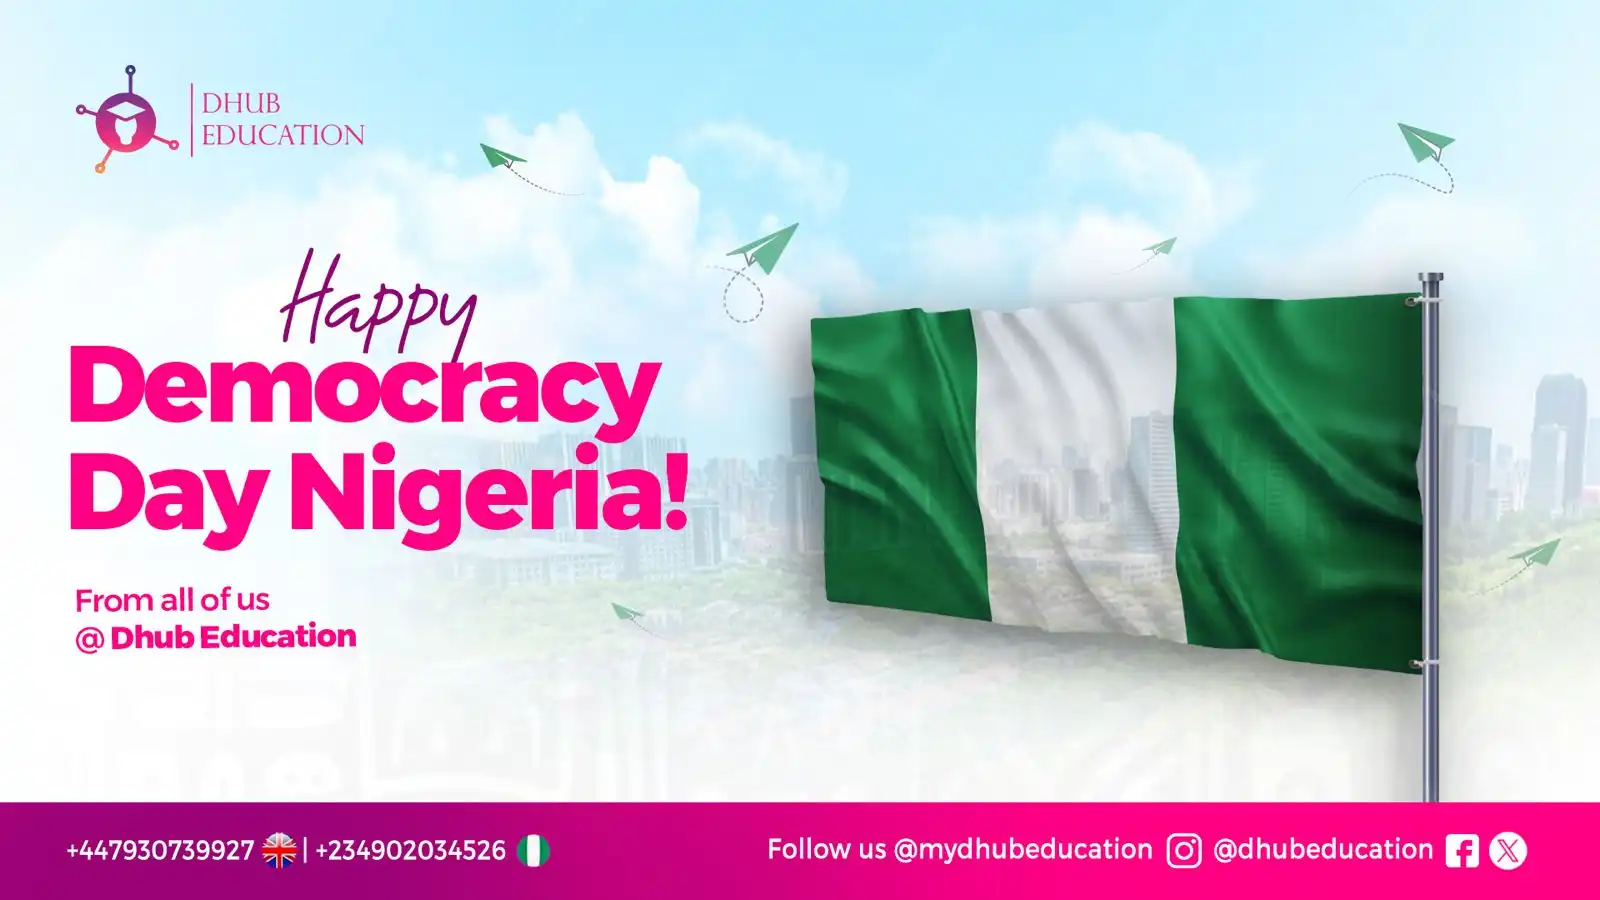 DHUB
EDUCATION
Happy
Democracy
Day Nigeria!
From all of us
@ Dhub Education
+447930739927 | +234902034526
Follow us @mydhubeducation @dhubeducation